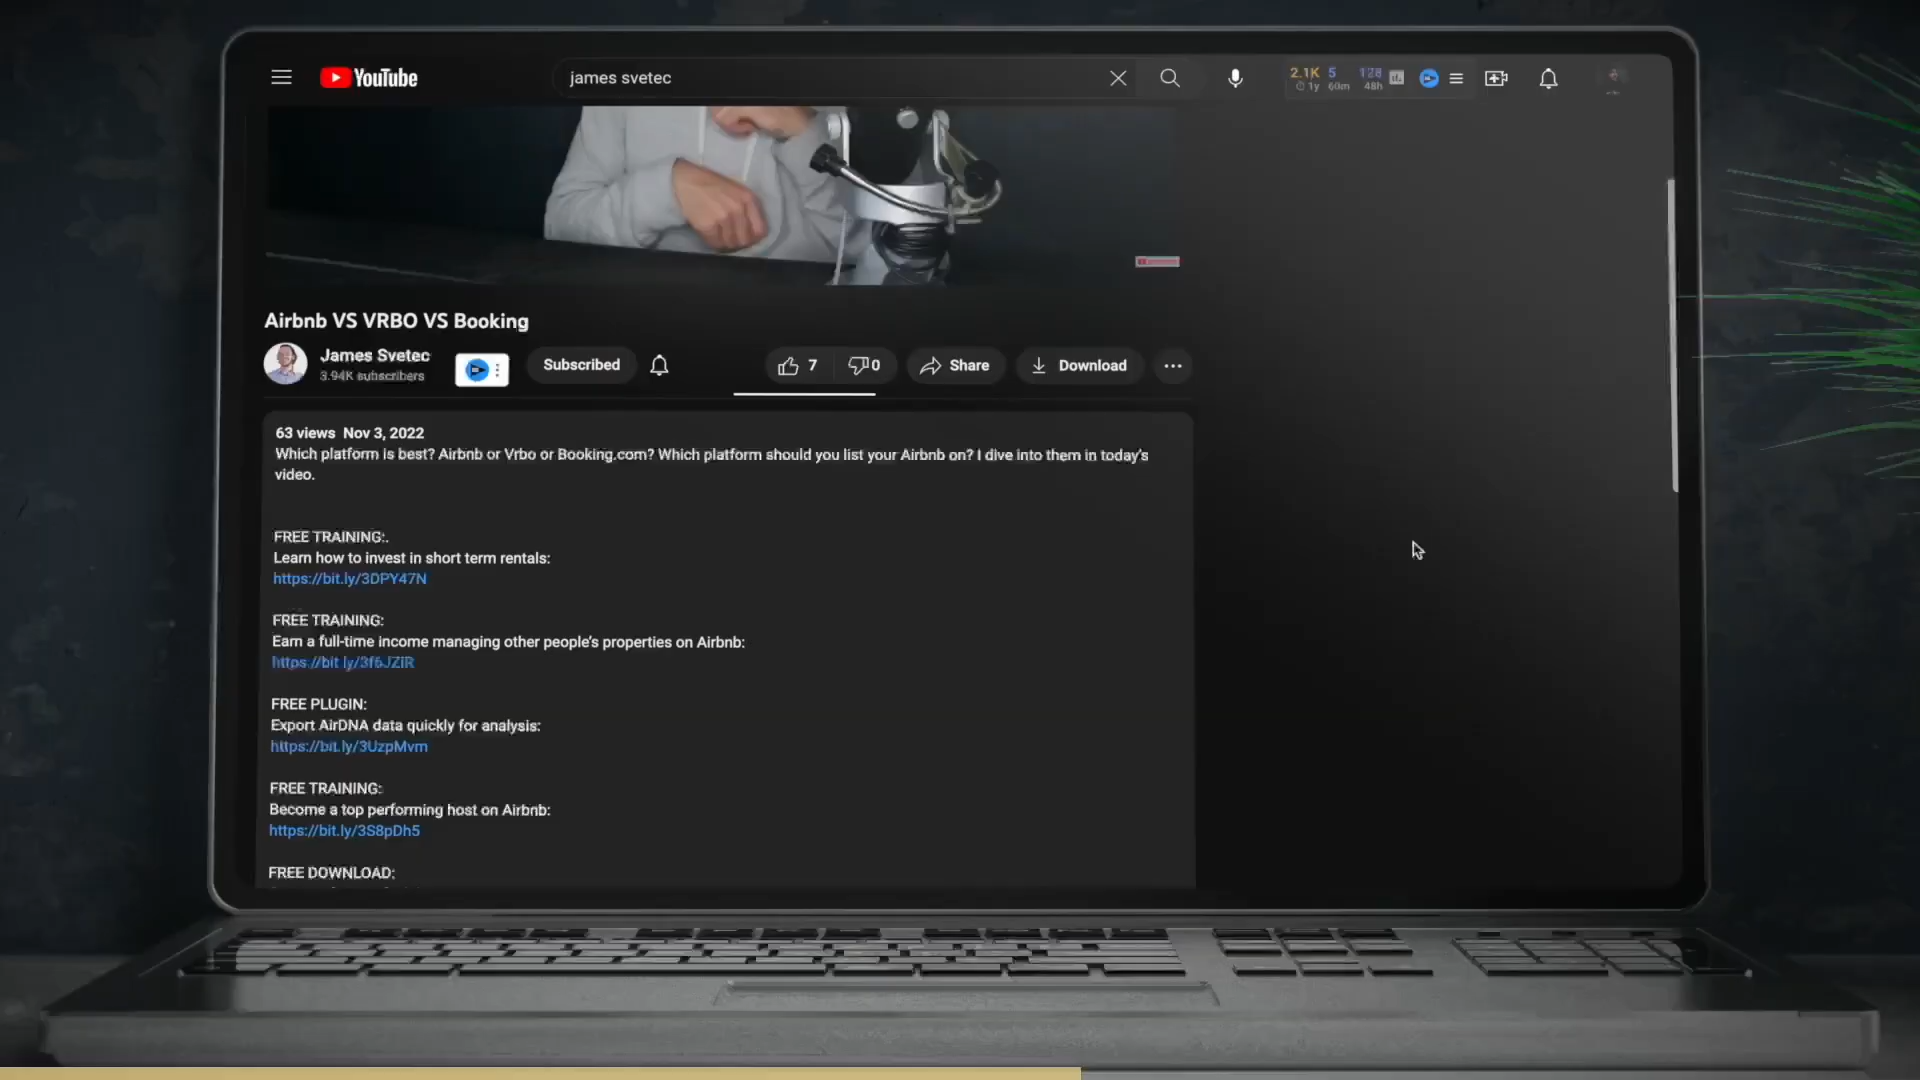 YouTube
james svetec
2.1K 5 128
1y 60m 48h
Airbnb VS VRBO VS Booking
James Svetec
3.94K subscribers
Subscribed
7
0
Share
Download
63 views Nov 3, 2022
Which platform is best? Airbnb or Vrbo or Booking.com? Which platform should you list your Airbnb on? I dive into them in today's
video.
FREE TRAINING:.
Learn how to invest in short term rentals:
https://bit.ly/3DPY47N
FREE TRAINING:
Earn a full-time income managing other people's properties on Airbnb:
https://bit.ly/3f6JZlR
FREE PLUGIN:
Export AirDNA data quickly for analysis:
https://bit.ly/3UzpMvm
FREE TRAINING:
Become a top performing host on Airbnb:
https://bit.ly/3S8pDh5
FREE DOWNLOAD: